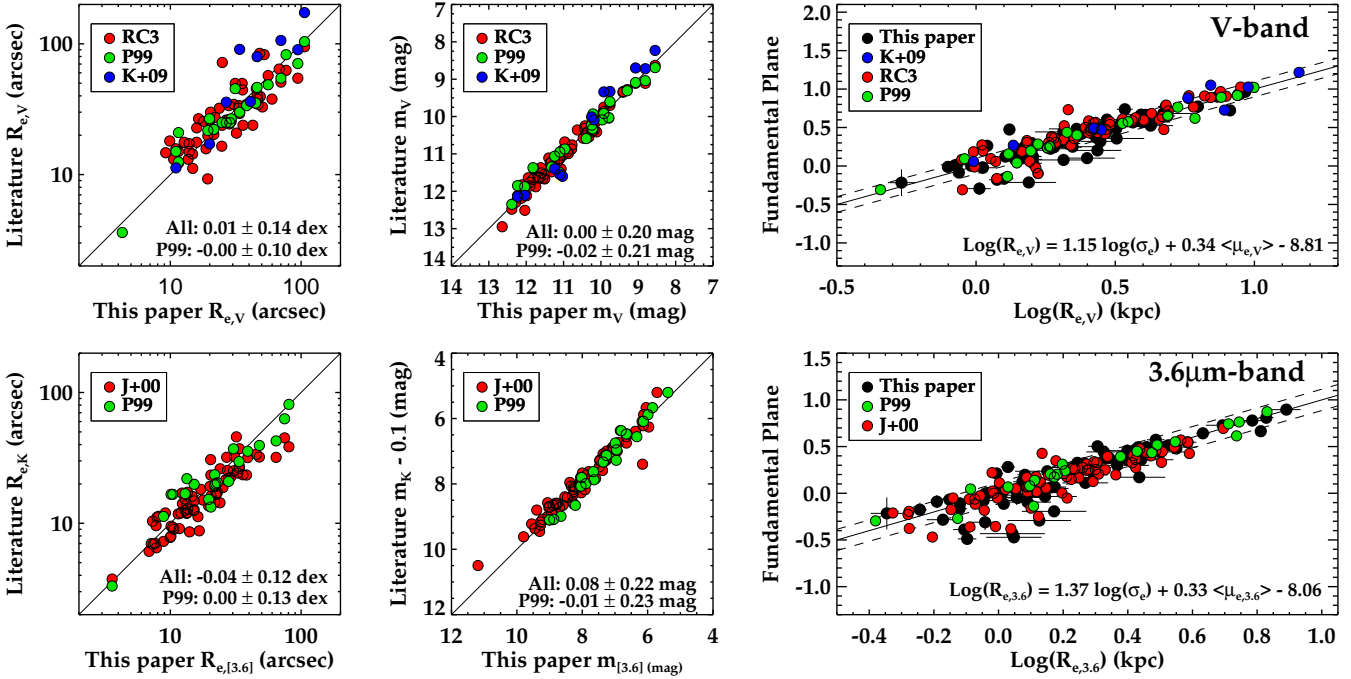 Literature R_e,V (arcsec)
100
10
RC3
P99
K+09
All: 0.01 ± 0.14 dex
P99: -0.00 ± 0.10 dex
10 100
This paper R_e,V (arcsec)
Literature m_V (mag)
7
8
9
10
11
12
13
14
RC3
P99
K+09
All: 0.00 ± 0.20 mag
P99: -0.02 ± 0.21 mag
14 13 12 11 10 9 8 7
This paper m_V (mag)
Fundamental Plane
1.5
1.0
0.5
0.0
-0.5
-1.0
V-band
This paper
K+09
RC3
P99
Log(R_e,V) = 1.15 log(σ_e) + 0.34 <μ_e,V> - 8.81
-0.5 0.0 0.5 1.0
Log(R_e,V) (kpc)
Literature R_e,K (arcsec)
100
10
J+00
P99
All: -0.04 ± 0.12 dex
P99: 0.00 ± 0.13 dex
10 100
This paper R_e,[3.6] (arcsec)
Literature m_K - 0.1 (mag)
4
6
8
10
12
J+00
P99
All: 0.08 ± 0.22 mag
P99: -0.01 ± 0.23 mag
12 10 8 6 4
This paper m_[3.6] (mag)
Fundamental Plane
1.5
1.0
0.5
0.0
-0.5
-1.0
3.6μm-band
This paper
P99
J+00
Log(R_e,3.6) = 1.37 log(σ_e) + 0.33 <μ_e,3.6> - 8.06
-0.4 -0.2 0.0 0.2 0.4 0.6 0.8 1.0
Log(R_e,3.6) (kpc)